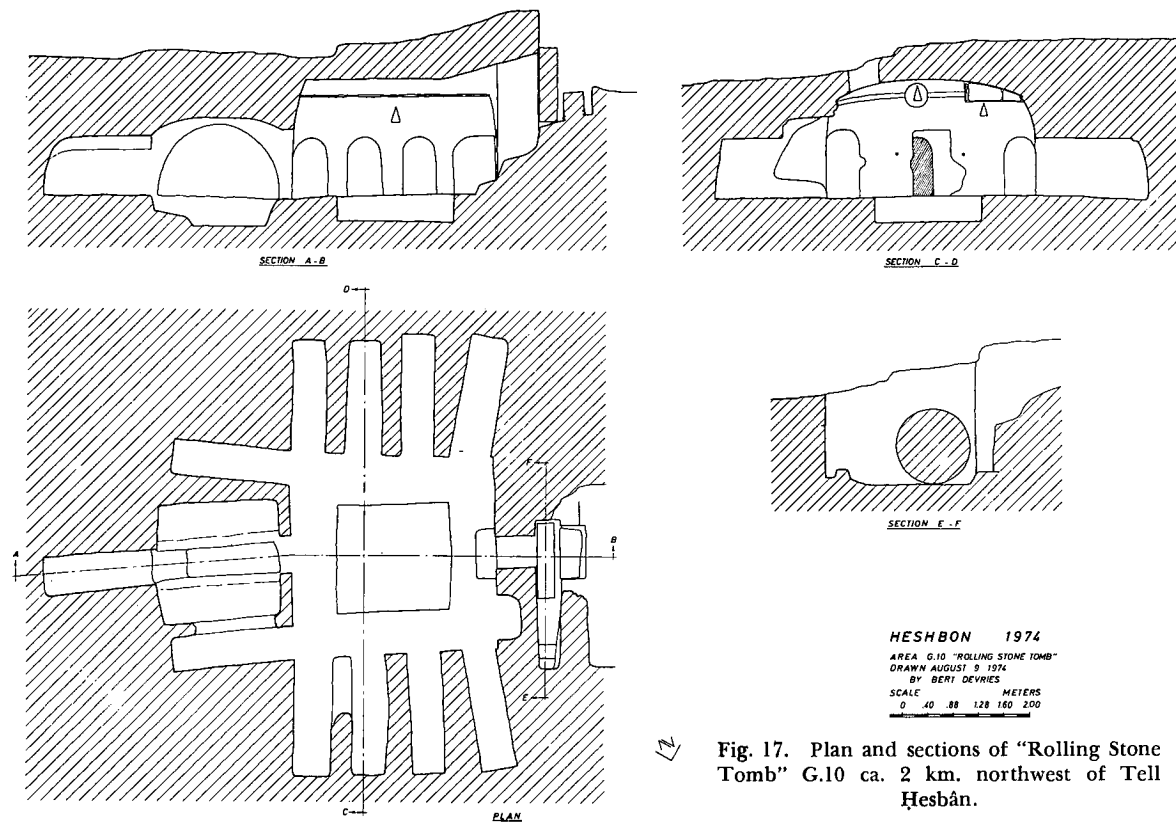 SECTION A - B
SECTION C - D
D
F
A
B
E
C
PLAN
SECTION E - F
HESHBON 1974
AREA G.10 "ROLLING STONE TOMB"
DRAWN AUGUST 9 1974
BY BERT DEVRIES
SCALE METERS
0 .40 .88 1.28 1.60 2.00
Fig. 17. Plan and sections of “Rolling Stone
Tomb” G.10 ca. 2 km. northwest of Tell
Ḥesbân.